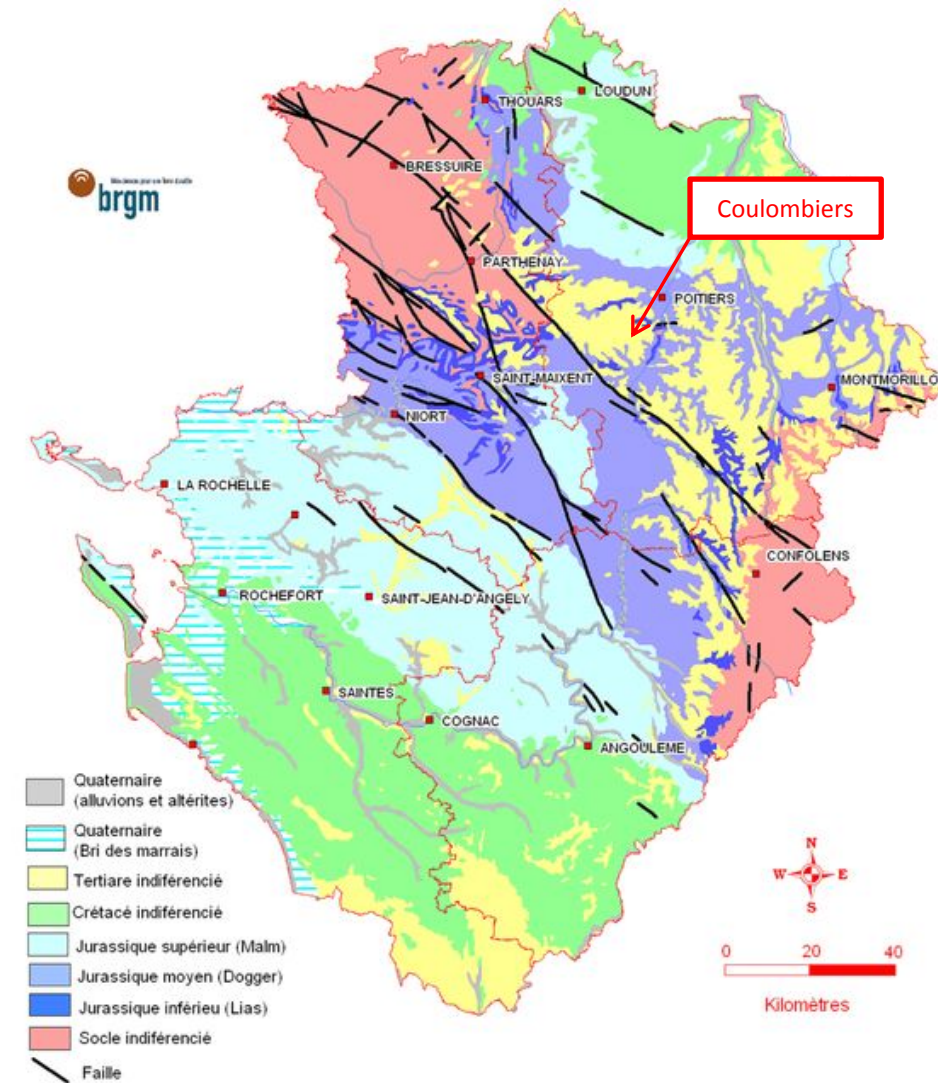 THOUARS
LOUDUN
BRESSUIRE
brgm
Coulombiers
PARTHENAY
POITIERS
SAINT-MAIXENT
MONTMORILLO
NIORT
LA ROCHELLE
CONFOLENS
ROCHEFORT
SAINT-JEAN-D'ANGELY
SAINTES
COGNAC
ANGOULEME
Quaternaire
(alluvions et altérites)
Quaternaire
(Bri des marrais)
Tertiare indiférencié
Crétacé indiférencié
Jurassique supérieur (Malm)
Jurassique moyen (Dogger)
Jurassique inférieu (Lias)
Socle indiférencié
Faille
N
W E
S
0 20 40
Kilomètres